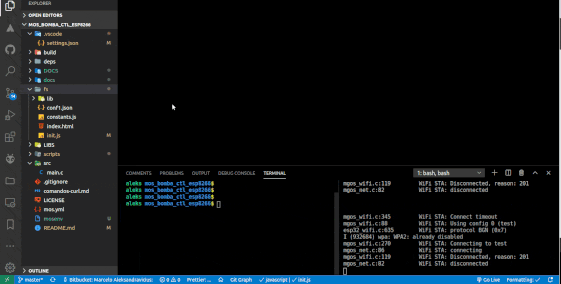 EXPLORER
OPEN EDITORS
MOS_BOMBA_CTL_ESP8266
.vscode
settings.json M
build
deps
DOCS
docs
fs
lib
conf1.json
constants.js
index.html
init.js M
LIBS
scripts
src
main.c
.gitignore
comandos-curl.md
LICENSE
mos.yml
mosenv U
README.md M
OUTLINE
COMMENTS PROBLEMS OUTPUT DEBUG CONSOLE TERMINAL
1: bash, bash
aleks mos_bomba_ctl_esp8266$
aleks mos_bomba_ctl_esp8266$
aleks mos_bomba_ctl_esp8266$
aleks mos_bomba_ctl_esp8266$
mgos_wifi.c:119 WiFi STA: Disconnected, reason: 201
mgos_net.c:82 WiFi STA: disconnected
mgos_wifi.c:345 WiFi STA: Connect timeout
mgos_wifi.c:80 WiFi STA: Using config 0 (test)
esp32_wifi.c:635 WiFi STA: protocol BGN (0x7)
I (932684) wpa: WPA2: already disabled
mgos_wifi.c:270 WiFi STA: Connecting to test
mgos_net.c:86 WiFi STA: connecting
mgos_wifi.c:119 WiFi STA: Disconnected, reason: 201
mgos_net.c:82 WiFi STA: disconnected
master* Bitbucket: Marcelo Aleksandravicius: 0 0 Prettier: Git Graph javascript | init.js Go Live Formatting: